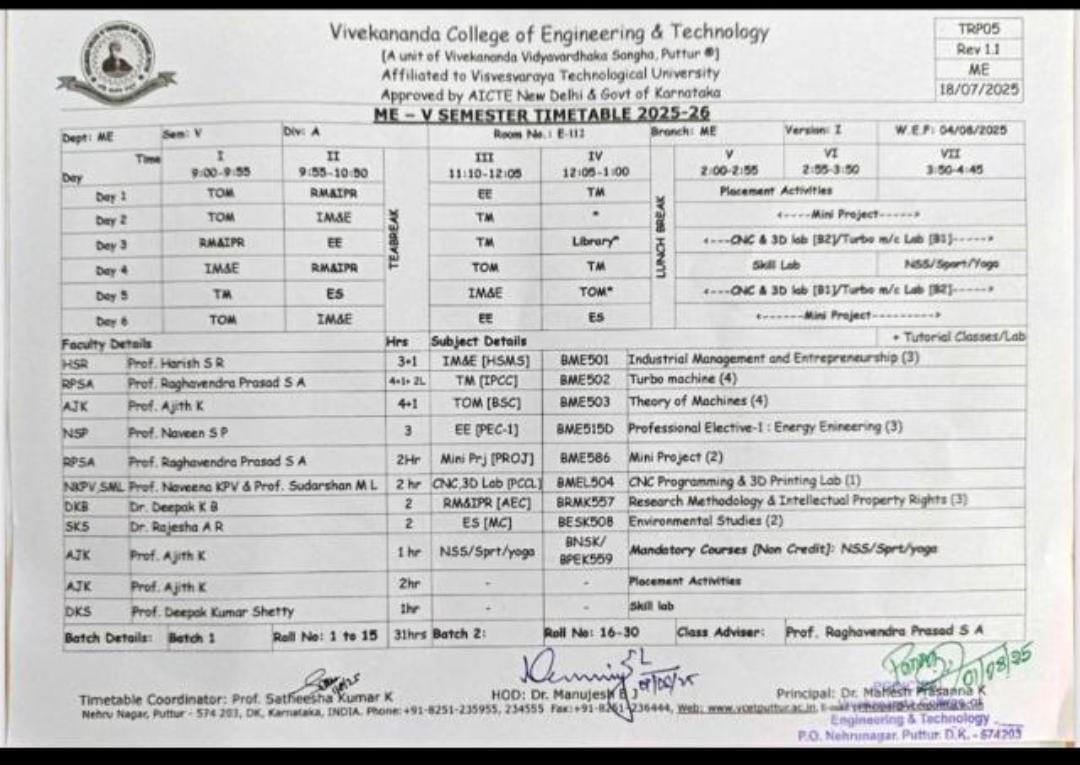 Vivekananda College of Engineering & Technology
[A unit of Vivekananda Vidyavardhaka Sangha, Puttur ®]
Affiliated to Visvesvaraya Technological University
Approved by AICTE New Delhi & Govt of Karnataka
TRP05
Rev 1.1
ME
18/07/2025
ME – V SEMESTER TIMETABLE 2025-26
Dept: ME Sem: V Div: A Room No.: E-112 Branch: ME Version: I W.E.F: 04/08/2025
Time I II III IV V VI VII
Day 9:00-9:55 9:55-10:50 11:10-12:05 12:05-1:00 2:00-2:55 2:55-3:50 3:50-4:45
TEABREAK
LUNCH BREAK
Day 1 TOM RM&IPR EE TM Placement Activities
Day 2 TOM IM&E TM * <----Mini Project----->
Day 3 RM&IPR EE TM Library* <---CNC & 3D lab [B2]/Turbo m/c Lab [B1]----->
Day 4 IM&E RM&IPR TOM TM Skill Lab NSS/Sport/Yoga
Day 5 TM ES IM&E TOM* <---CNC & 3D lab [B1]/Turbo m/c Lab [B2]----->
Day 6 TOM IM&E EE ES <------Mini Project--------->
Faculty Details Hrs Subject Details + Tutorial Classes/Lab
HSR Prof. Harish S R 3+1 IM&E [HSMS] BME501 Industrial Management and Entrepreneurship (3)
RPSA Prof. Raghavendra Prasad S A 4+1+ 2L TM [IPCC] BME502 Turbo machine (4)
AJK Prof. Ajith K 4+1 TOM [BSC] BME503 Theory of Machines (4)
NSP Prof. Naveen S P 3 EE [PEC-1] BME515D Professional Elective-I : Energy Enineering (3)
RPSA Prof. Raghavendra Prasad S A 2Hr Mini Prj [PROJ] BME586 Mini Project (2)
NKPV,SML Prof. Naveena KPV & Prof. Sudarshan M L 2 hr CNC,3D Lab [PCCL] BMEL504 CNC Programming & 3D Printing Lab (1)
DKB Dr. Deepak K B 2 RM&IPR [AEC] BRMK557 Research Methodology & Intellectual Property Rights (3)
SKS Dr. Rajesha A R 2 ES [MC] BESK508 Environmental Studies (2)
AJK Prof. Ajith K 1 hr NSS/Sprt/yoga BNSK/ BPEK559 Mandatory Courses [Non Credit]: NSS/Sprt/yoga
AJK Prof. Ajith K 2hr - - Placement Activities
DKS Prof. Deepak Kumar Shetty 1hr - - Skill lab
Batch Details: Batch 1 Roll No: 1 to 15 31hrs Batch 2: Roll No: 16-30 Class Adviser: Prof. Raghavendra Prasad S A
01/08/25
Timetable Coordinator: Prof. Satheesha Kumar K HOD: Dr. Manujesh B J Principal: Dr. Mahesh Prasanna K
Nehru Nagar, Puttur - 574 203, DK, Karnataka, INDIA. Phone:+91-8251-235955, 234555 Fax:+91-8251-236444, Web: www.vcetputtur.ac.in,
Engineering & Technology
P.O. Nehrunagar, Puttur. D.K. - 574203